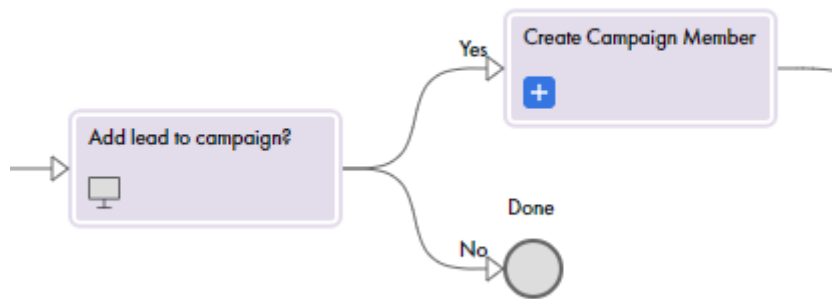 Yes
Create Campaign Member
Add lead to campaign?
Done
No